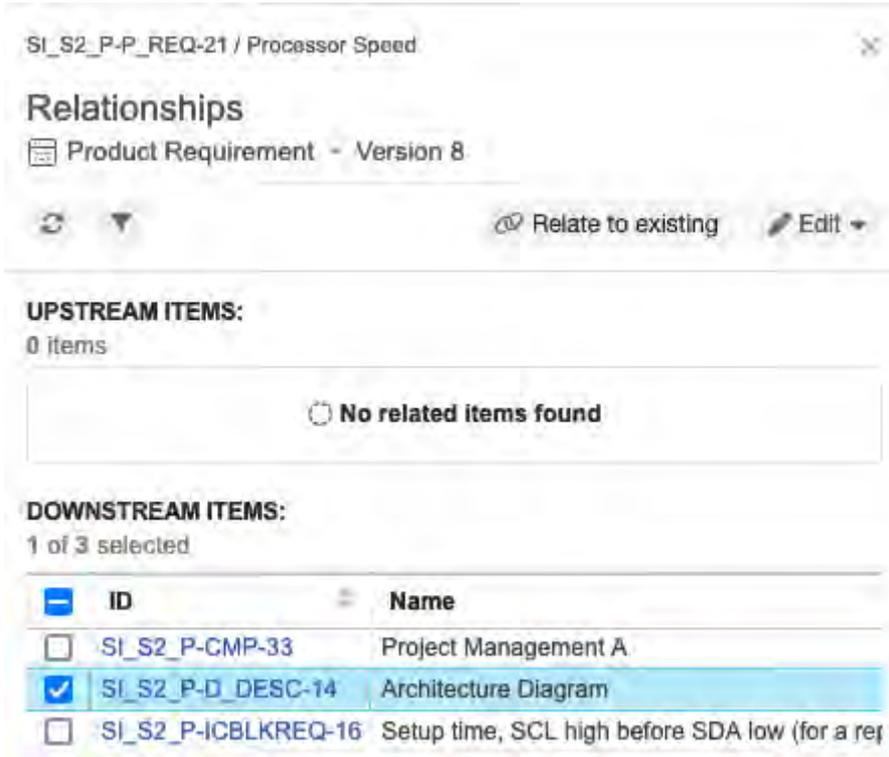 SI_S2_P-P_REQ-21 / Processor Speed
Relationships
Product Requirement - Version 8
Relate to existing Edit
UPSTREAM ITEMS:
0 items
No related items found
DOWNSTREAM ITEMS:
1 of 3 selected
ID Name
SI_S2_P-CMP-33 Project Management A
SI_S2_P-D_DESC-14 Architecture Diagram
SI_S2_P-ICBLKREQ-16 Setup time, SCL high before SDA low (for a rep